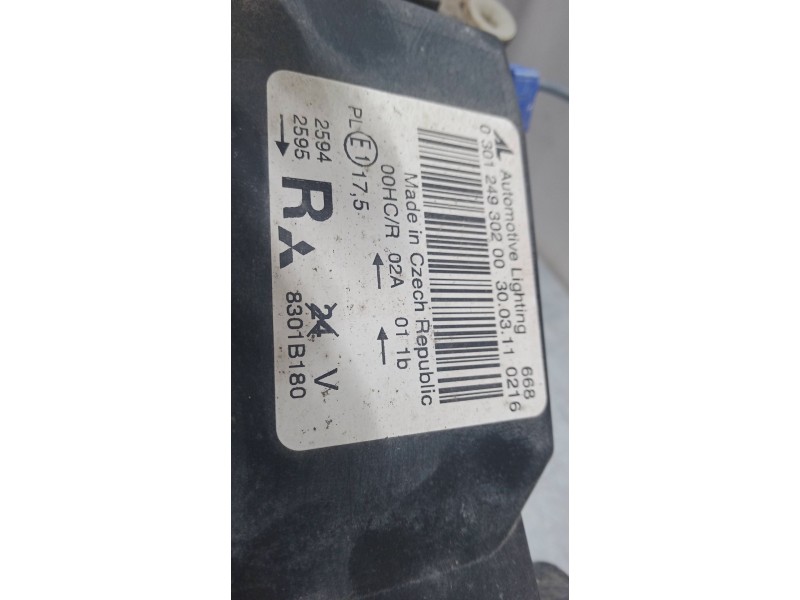 AL Automotive Lighting 668
0 301 249 302 00 30.03.11 0216
Made in Czech Republic
00HC/R 02A 01 1b
PL E1 17,5
2594
2595
R
24 V
8301B180